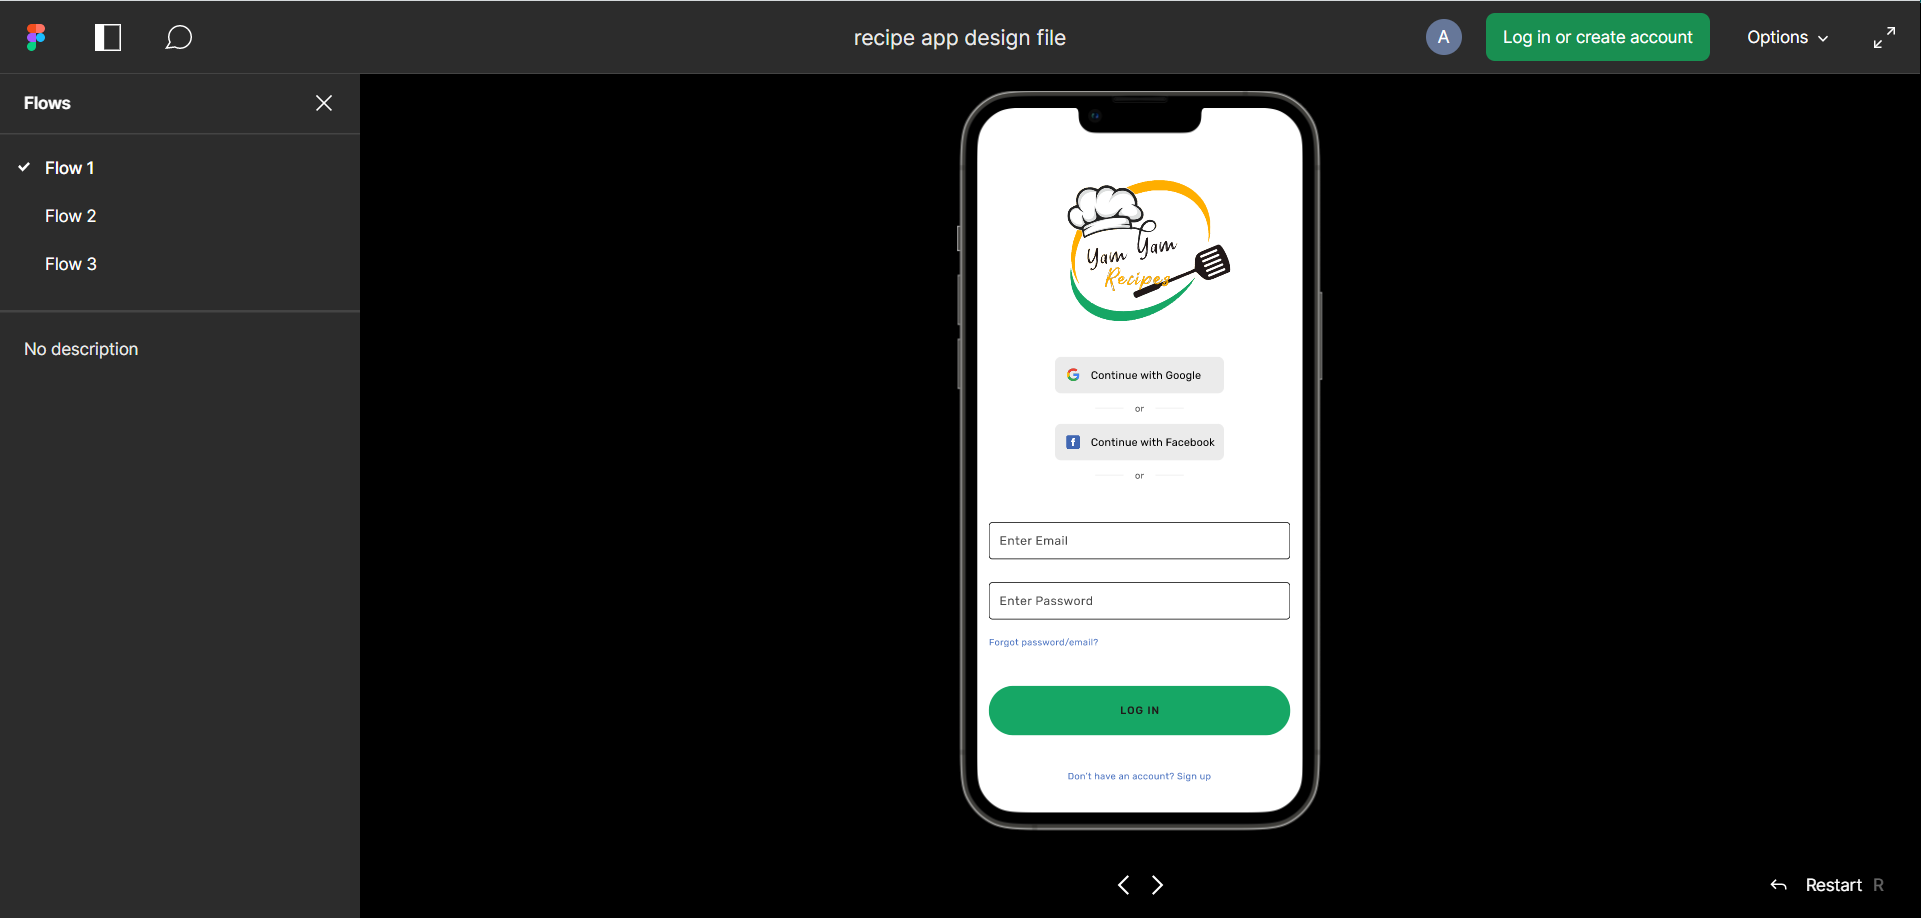 recipe app design file
A
Log in or create account
Options
Flows
Flow 1
Flow 2
Flow 3
No description
Yam Yam
Recipes
Continue with Google
or
Continue with Facebook
or
Enter Email
Enter Password
Forgot password/email?
LOG IN
Don't have an account? Sign up
Restart R